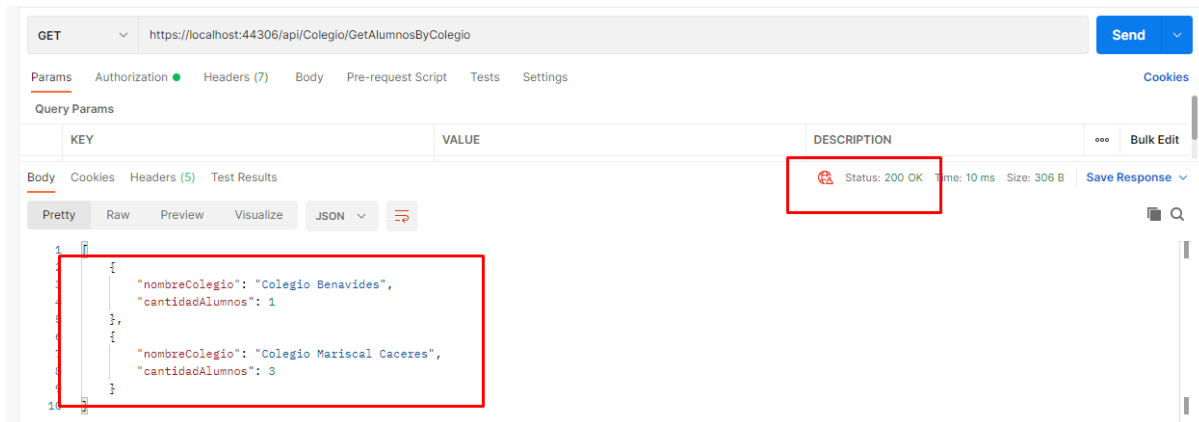 GET https://localhost:44306/api/Colegio/GetAlumnosByColegio Send
Params Authorization Headers (7) Body Pre-request Script Tests Settings Cookies
Query Params
KEY VALUE DESCRIPTION ooo Bulk Edit
Body Cookies Headers (5) Test Results Status: 200 OK Time: 10 ms Size: 306 B Save Response
Pretty Raw Preview Visualize JSON
1 [
2 {
3 "nombreColegio": "Colegio Benavides",
4 "cantidadAlumnos": 1
5 },
6 {
7 "nombreColegio": "Colegio Mariscal Caceres",
8 "cantidadAlumnos": 3
9 }
10 ]